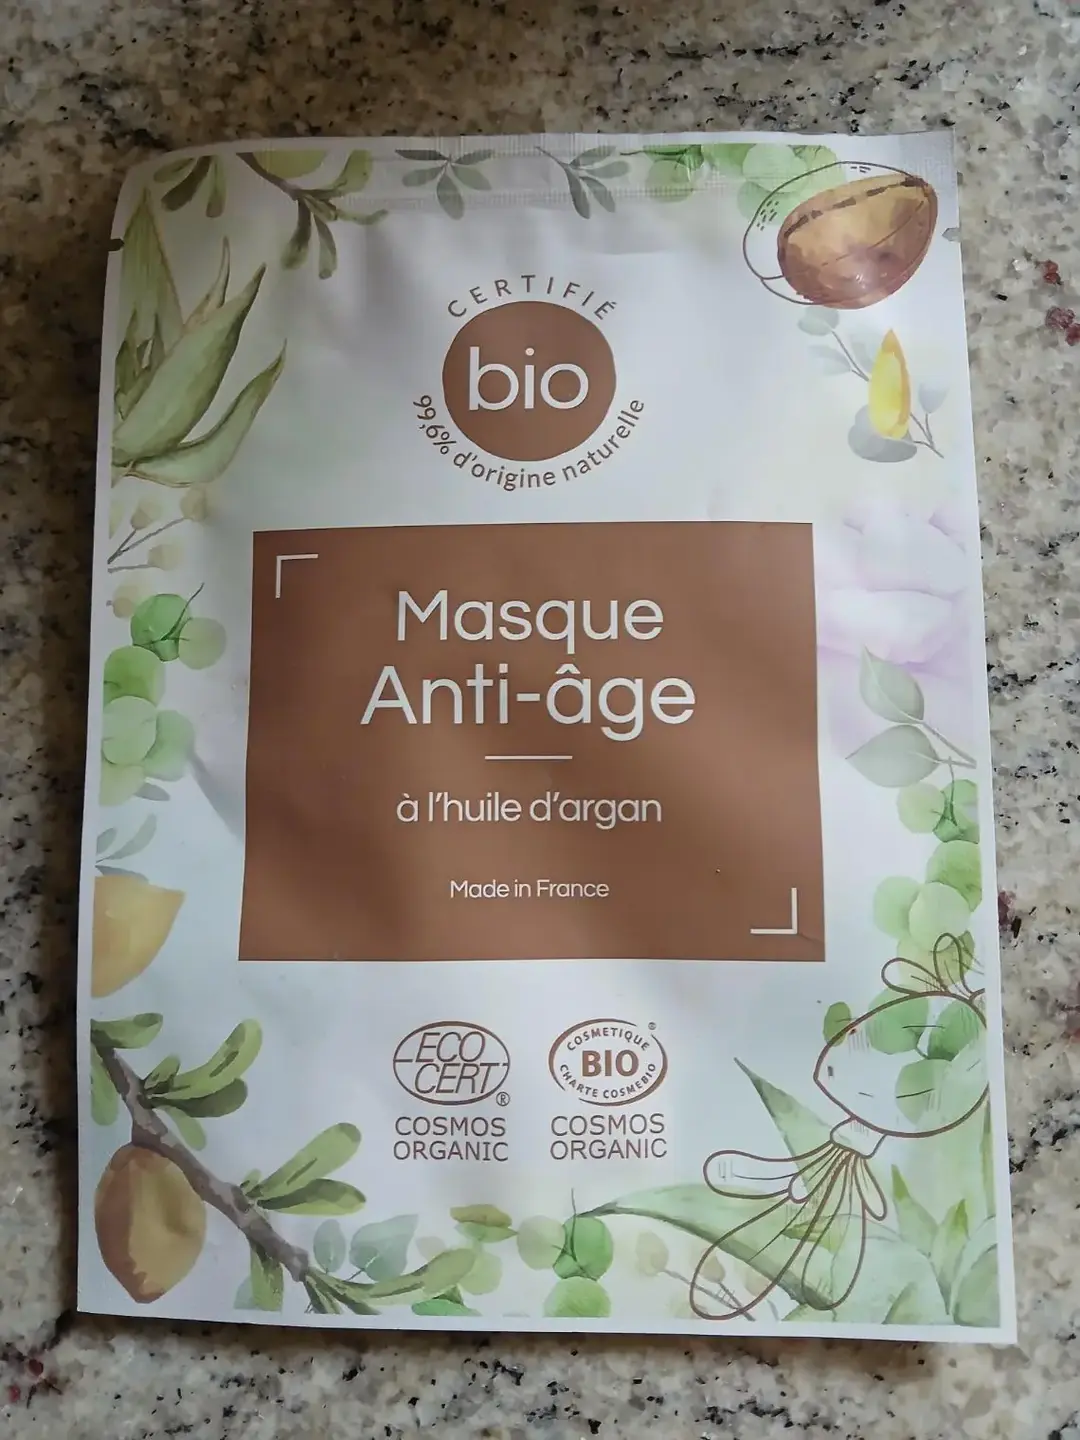 CERTIFIÉ
bio
99,6% d'origine naturelle
Masque
Anti-âge
à l'huile d'argan
Made in France
ECO
CERT®
COSMOS
ORGANIC
COSMETIQUE ®
BIO
CHARTE COSMEBIO
COSMOS
ORGANIC